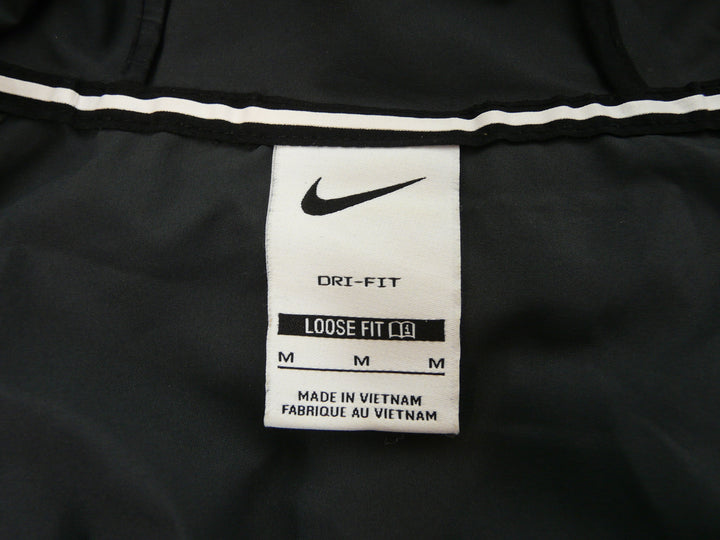 DRI-FIT
LOOSE FIT
M M M
MADE IN VIETNAM
FABRIQUE AU VIETNAM